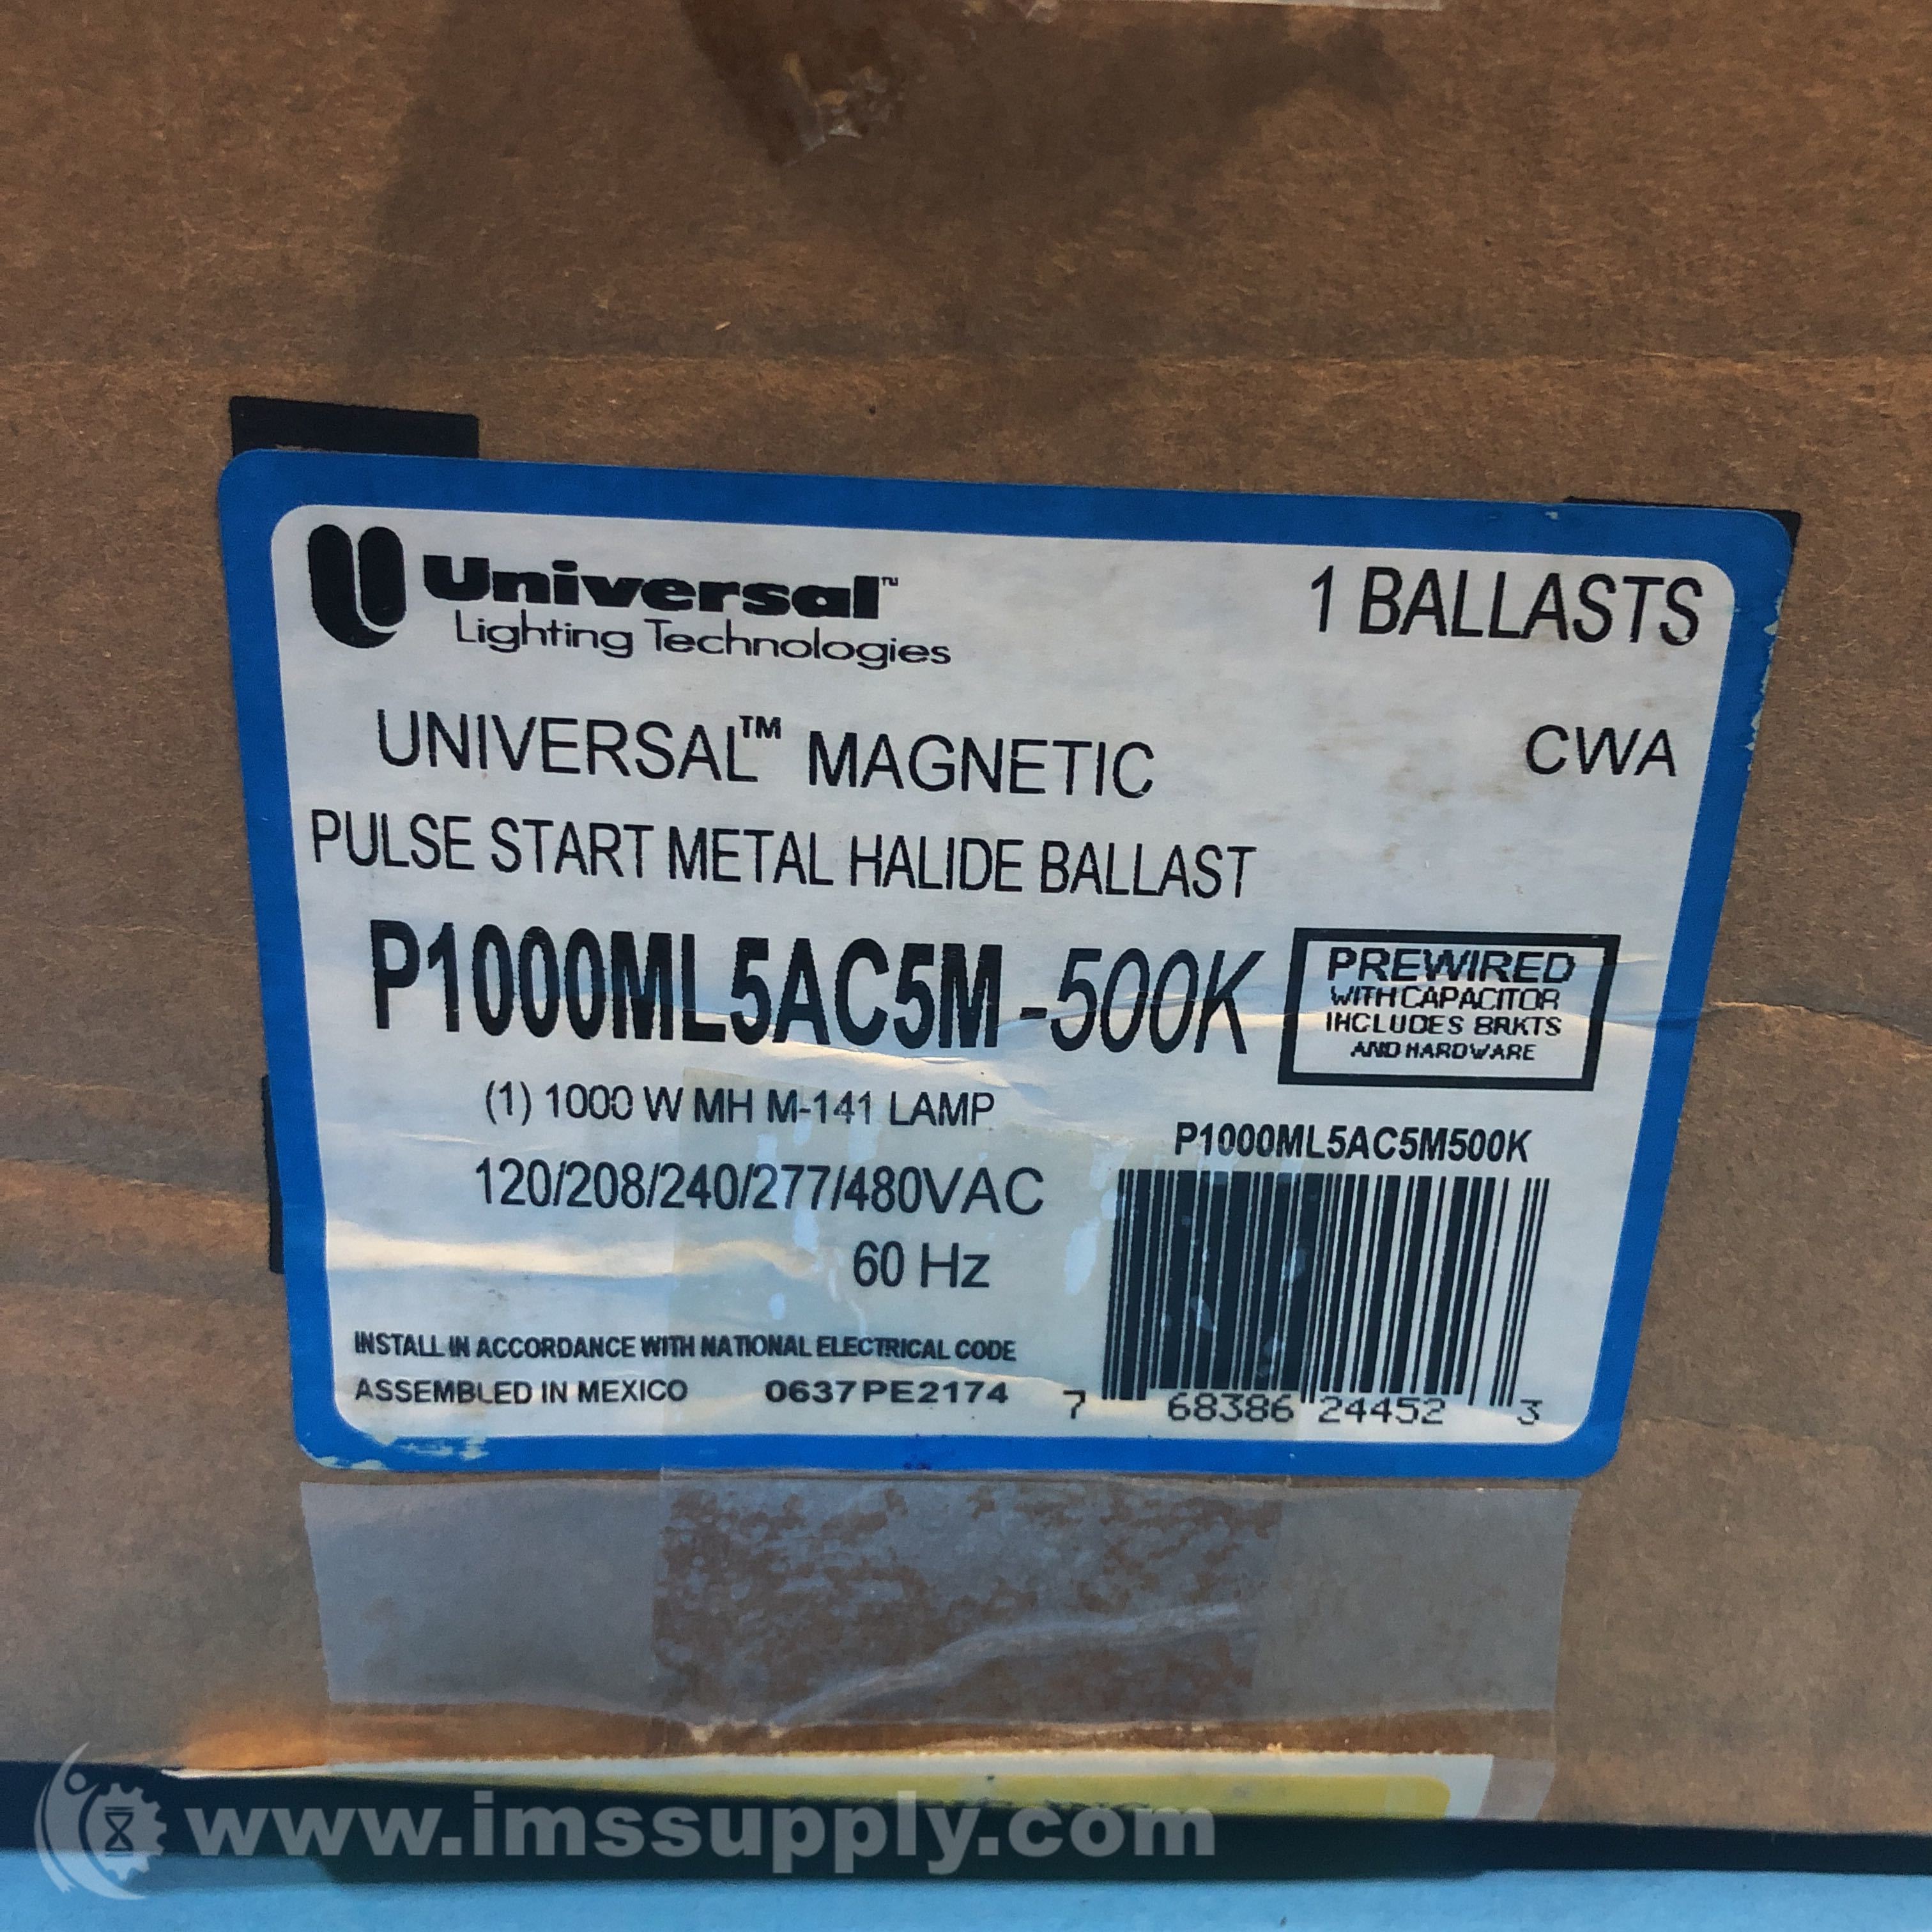 Universal™
Lighting Technologies
1 BALLASTS
UNIVERSAL™ MAGNETIC
CWA
PULSE START METAL HALIDE BALLAST
P1000ML5AC5M-500K
PREWIRED
WITH CAPACITOR
INCLUDES BRKTS
AND HARDWARE
(1) 1000 W MH M-141 LAMP
P1000ML5AC5M500K
120/208/240/277/480VAC
60 Hz
INSTALL IN ACCORDANCE WITH NATIONAL ELECTRICAL CODE
ASSEMBLED IN MEXICO 0637PE2174
7 68386 24452 3
www.imssupply.com